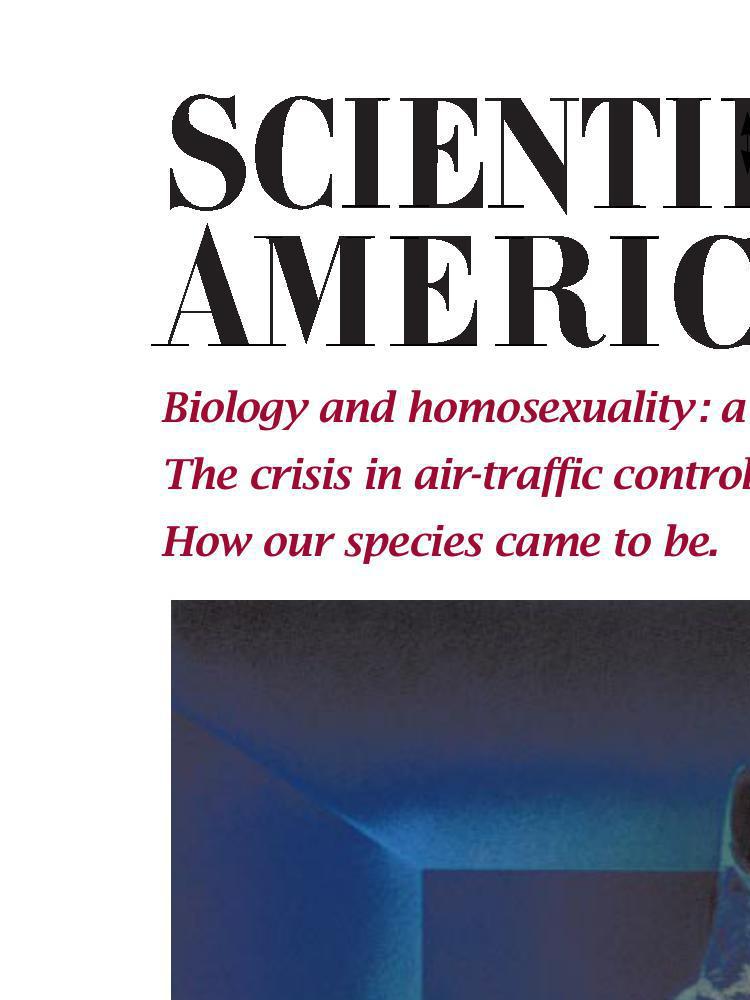 SCIENTI
AMERIC
Biology and homosexuality: a
The crisis in air-traffic control
How our species came to be.